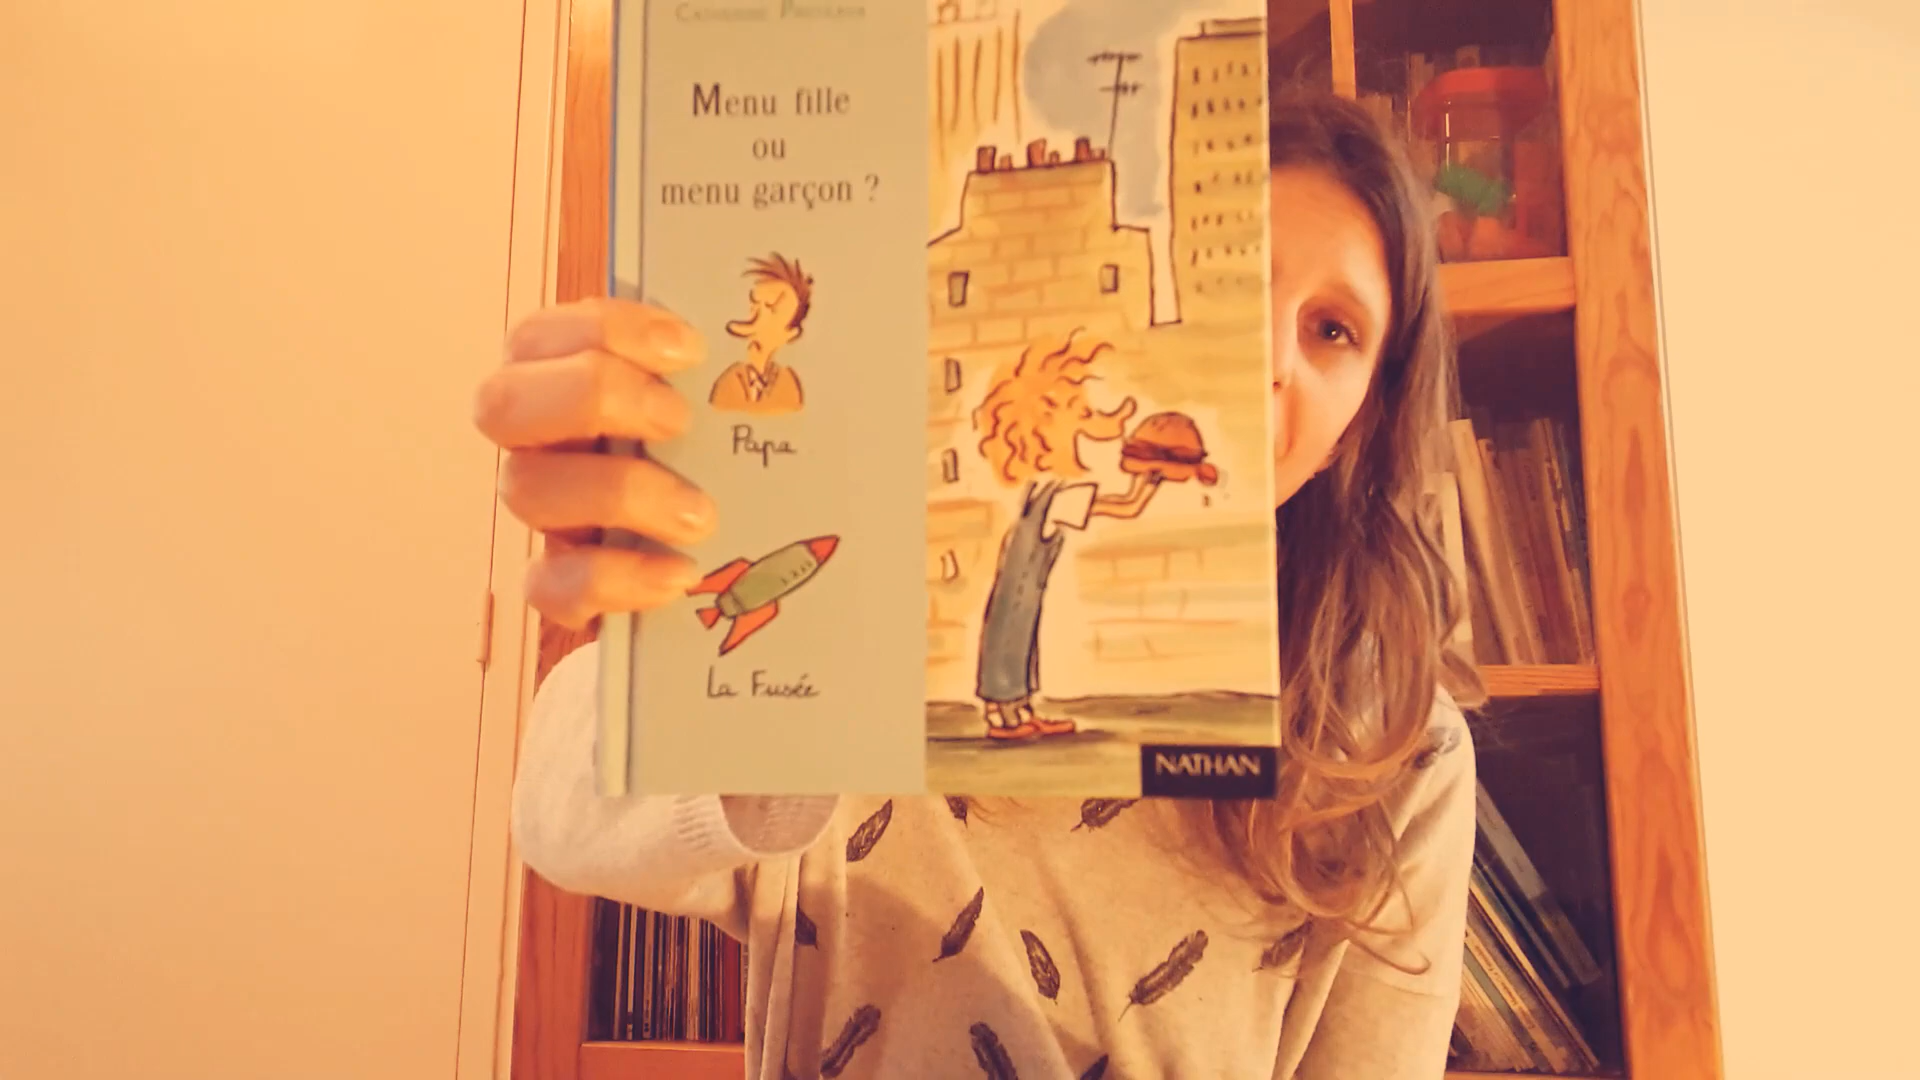 Menu fille
ou
menu garçon ?
Papa
La Fusée
NATHAN